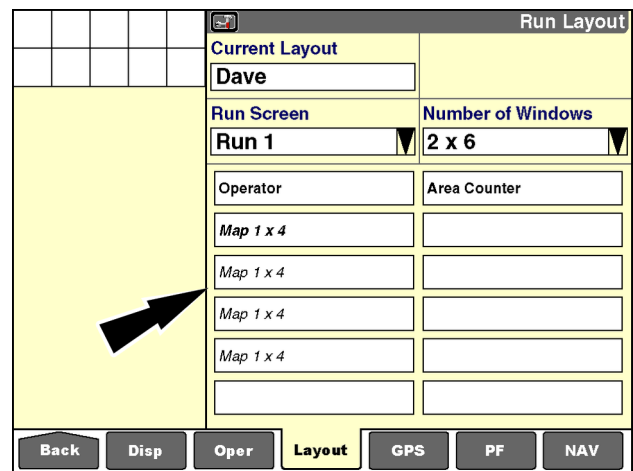 Run Layout
Current Layout
Dave
Run Screen
Number of Windows
Run 1
2 x 6
Operator
Area Counter
Map 1 x 4
Map 1 x 4
Map 1 x 4
Map 1 x 4
Back
Disp
Oper
Layout
GPS
PF
NAV